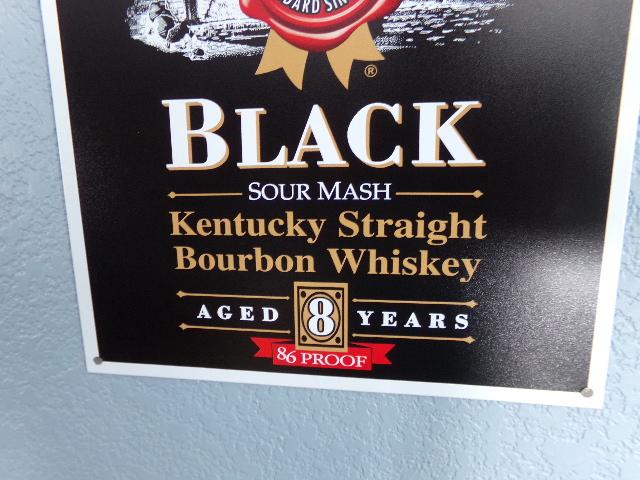 BLACK
SOUR MASH
Kentucky Straight
Bourbon Whiskey
AGED 8 YEARS
86 PROOF